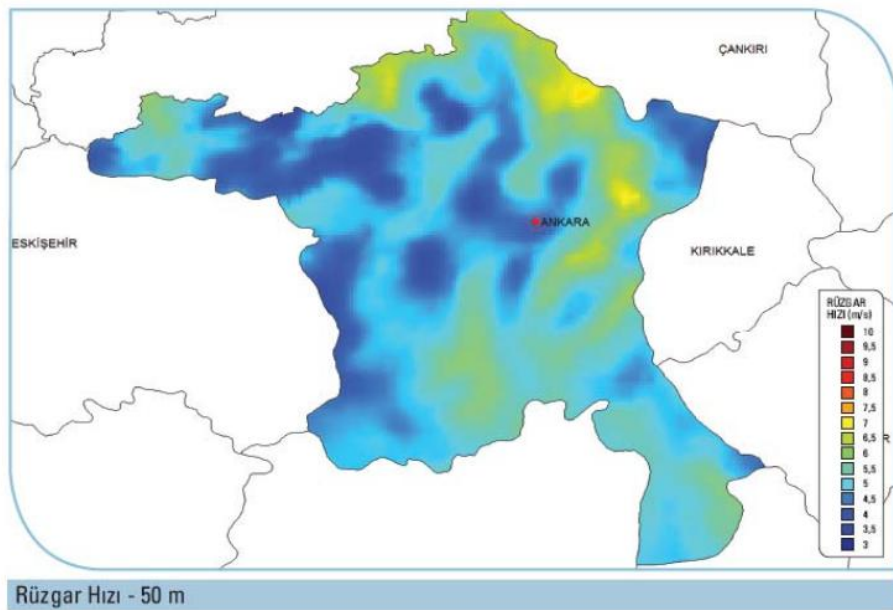 ÇANKIRI
ANKARA
ESKİŞEHİR
KIRIKKALE
RÜZGAR
HIZI (m/s)
10
9,5
9
8,5
8
7,5
7
6,5
6
5,5
5
4,5
4
3,5
3
R
Rüzgar Hızı - 50 m